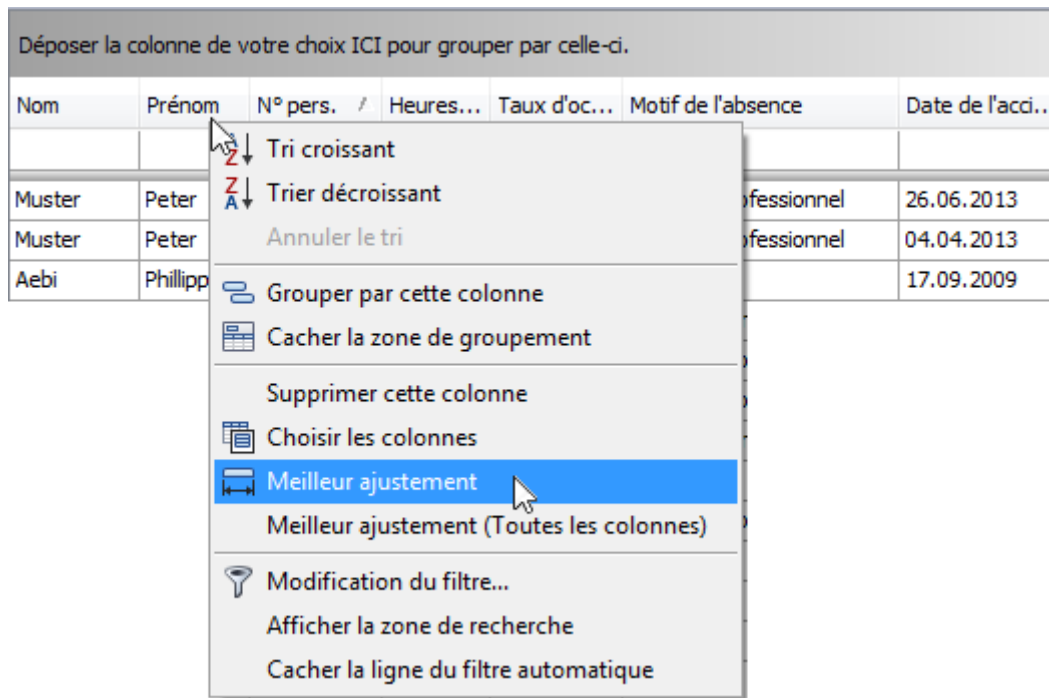 Déposer la colonne de votre choix ICI pour grouper par celle-ci.
Nom Prénom N° pers. Heures... Taux d'oc... Motif de l'absence Date de l'acci...
Muster Peter ofessionnel 26.06.2013
Muster Peter ofessionnel 04.04.2013
Aebi Phillipp 17.09.2009
Tri croissant
Trier décroissant
Annuler le tri
Grouper par cette colonne
Cacher la zone de groupement
Supprimer cette colonne
Choisir les colonnes
Meilleur ajustement
Meilleur ajustement (Toutes les colonnes)
Modification du filtre...
Afficher la zone de recherche
Cacher la ligne du filtre automatique